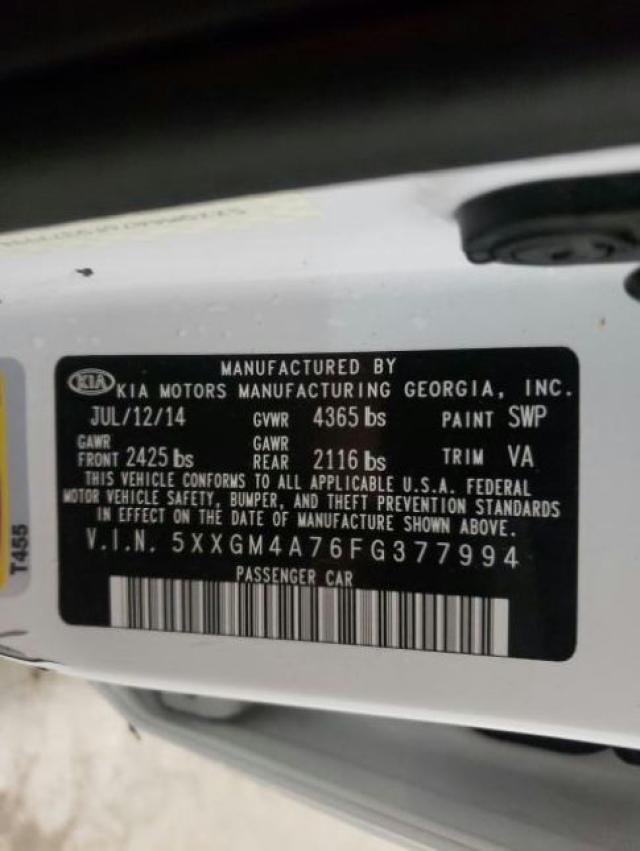 MANUFACTURED BY
KIA KIA MOTORS MANUFACTURING GEORGIA, INC.
JUL/12/14 GVWR 4365 lbs PAINT SWP
GAWR FRONT 2425 lbs GAWR REAR 2116 lbs TRIM VA
THIS VEHICLE CONFORMS TO ALL APPLICABLE U.S.A. FEDERAL
MOTOR VEHICLE SAFETY, BUMPER, AND THEFT PREVENTION STANDARDS
IN EFFECT ON THE DATE OF MANUFACTURE SHOWN ABOVE.
V.I.N. 5XXGM4A76FG377994
PASSENGER CAR
T455